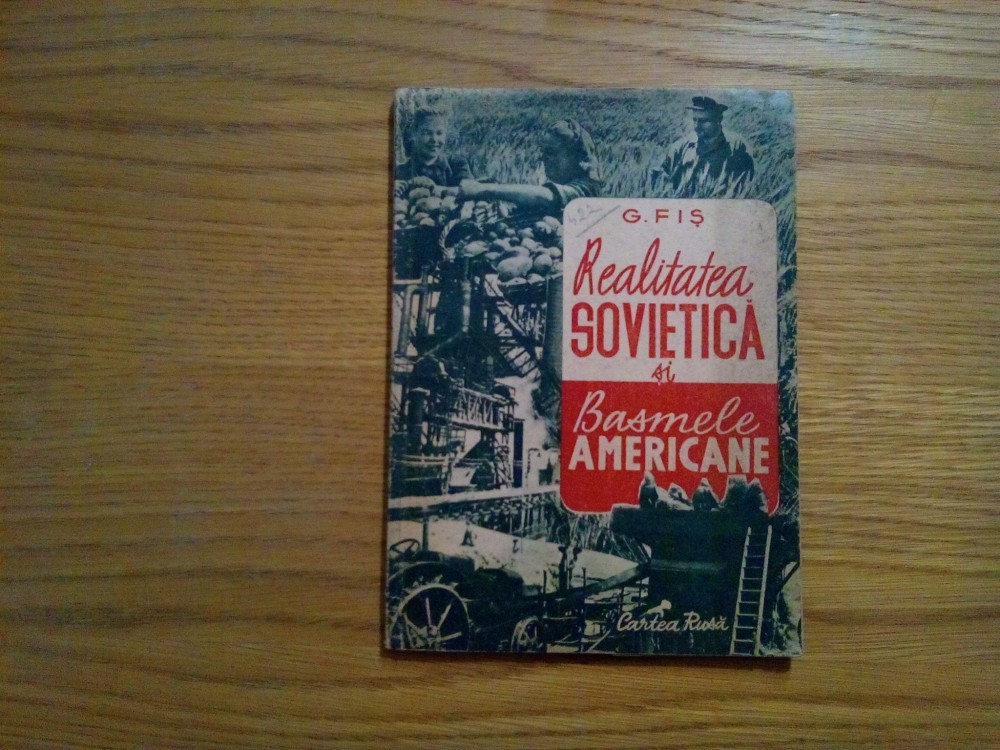 G. FIȘ
Realitatea
SOVIETICĂ
și
Basmele
AMERICANE
Cartea Rusă